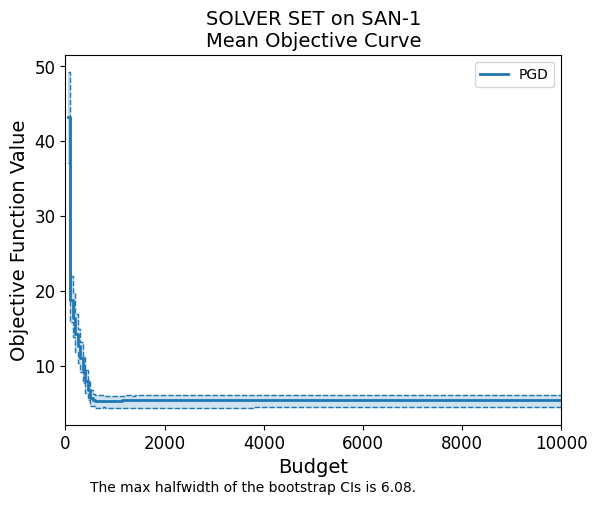 SOLVER SET on SAN-1
Mean Objective Curve
PGD
Objective Function Value
50
40
30
20
10
0
2000
4000
6000
8000
10000
Budget
The max halfwidth of the bootstrap CIs is 6.08.